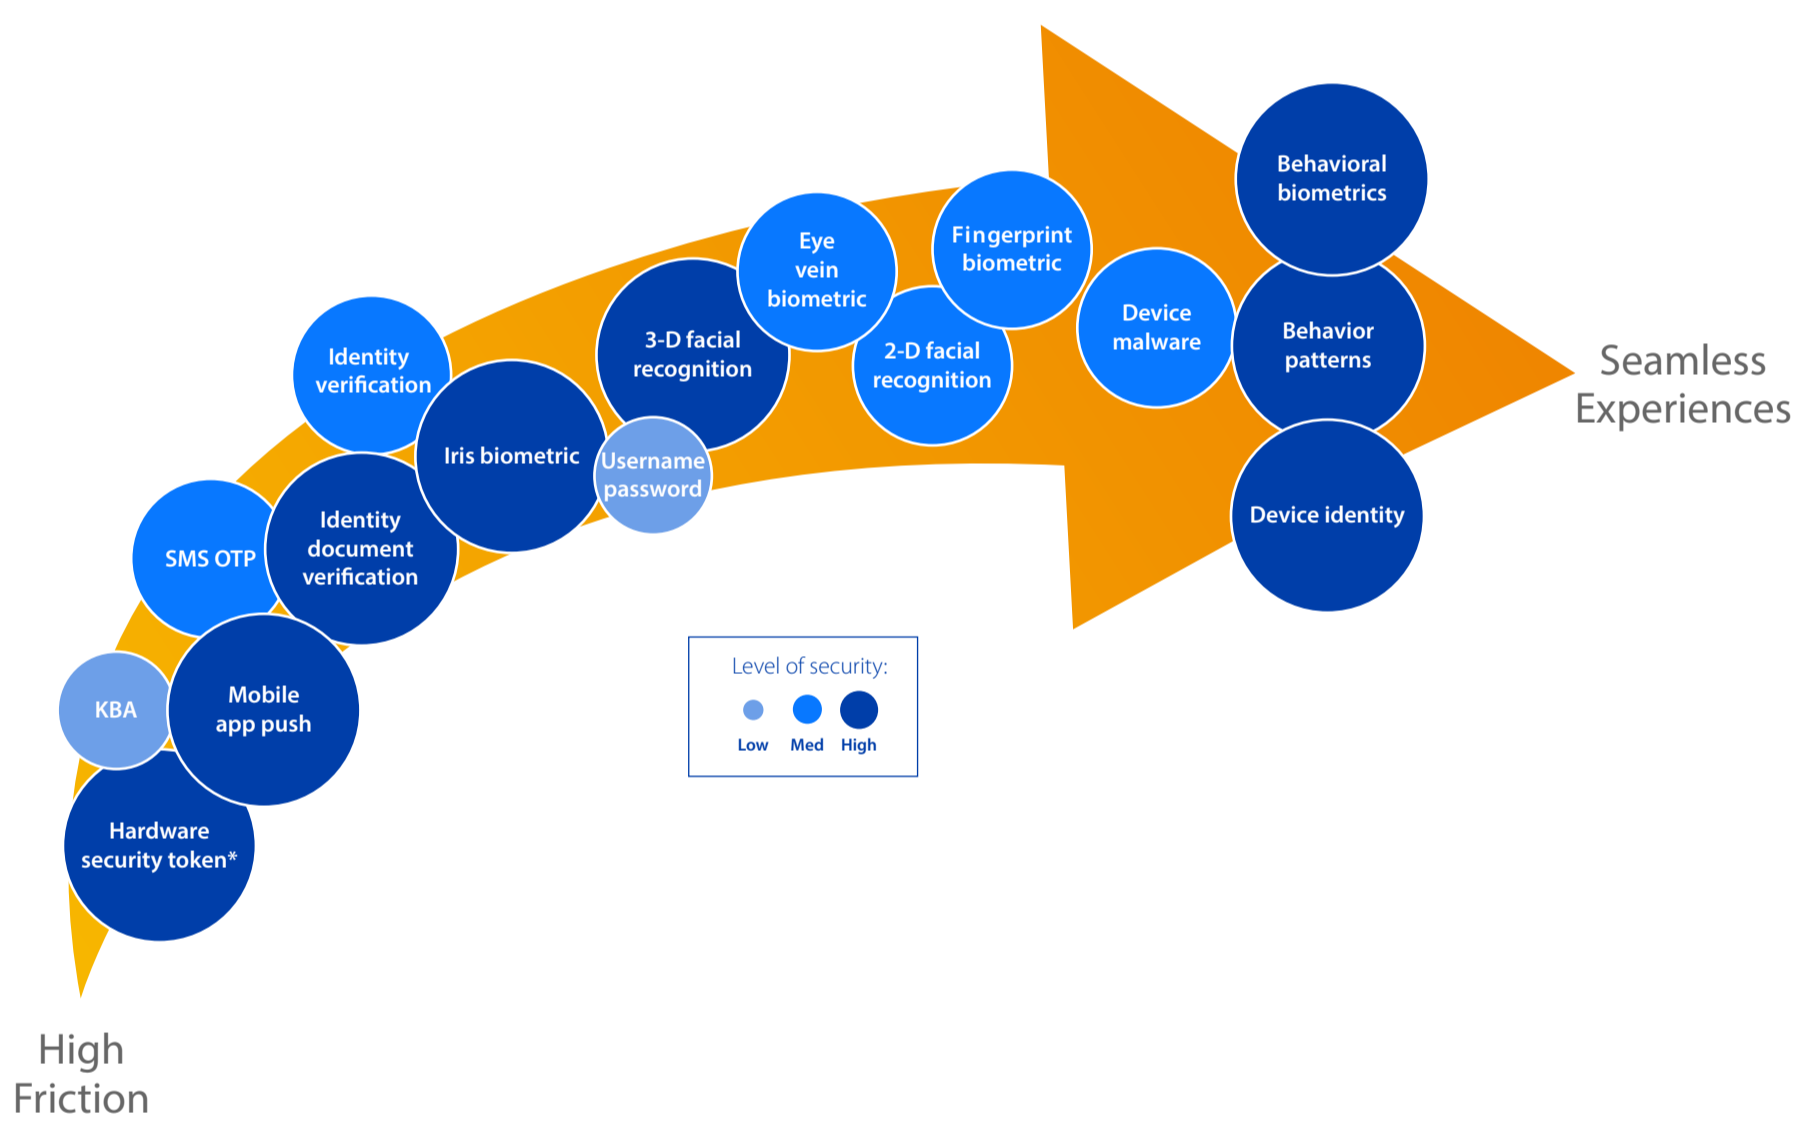 Behavioral
biometrics
Fingerprint
biometric
Eye
vein
biometric
Device
malware
Behavior
patterns
Seamless
Experiences
3-D facial
recognition
2-D facial
recognition
Identity
verification
Iris biometric
Username
password
Device identity
SMS OTP
Identity
document
verification
KBA
Mobile
app push
Hardware
security token*
Level of security:
Low Med High
High
Friction